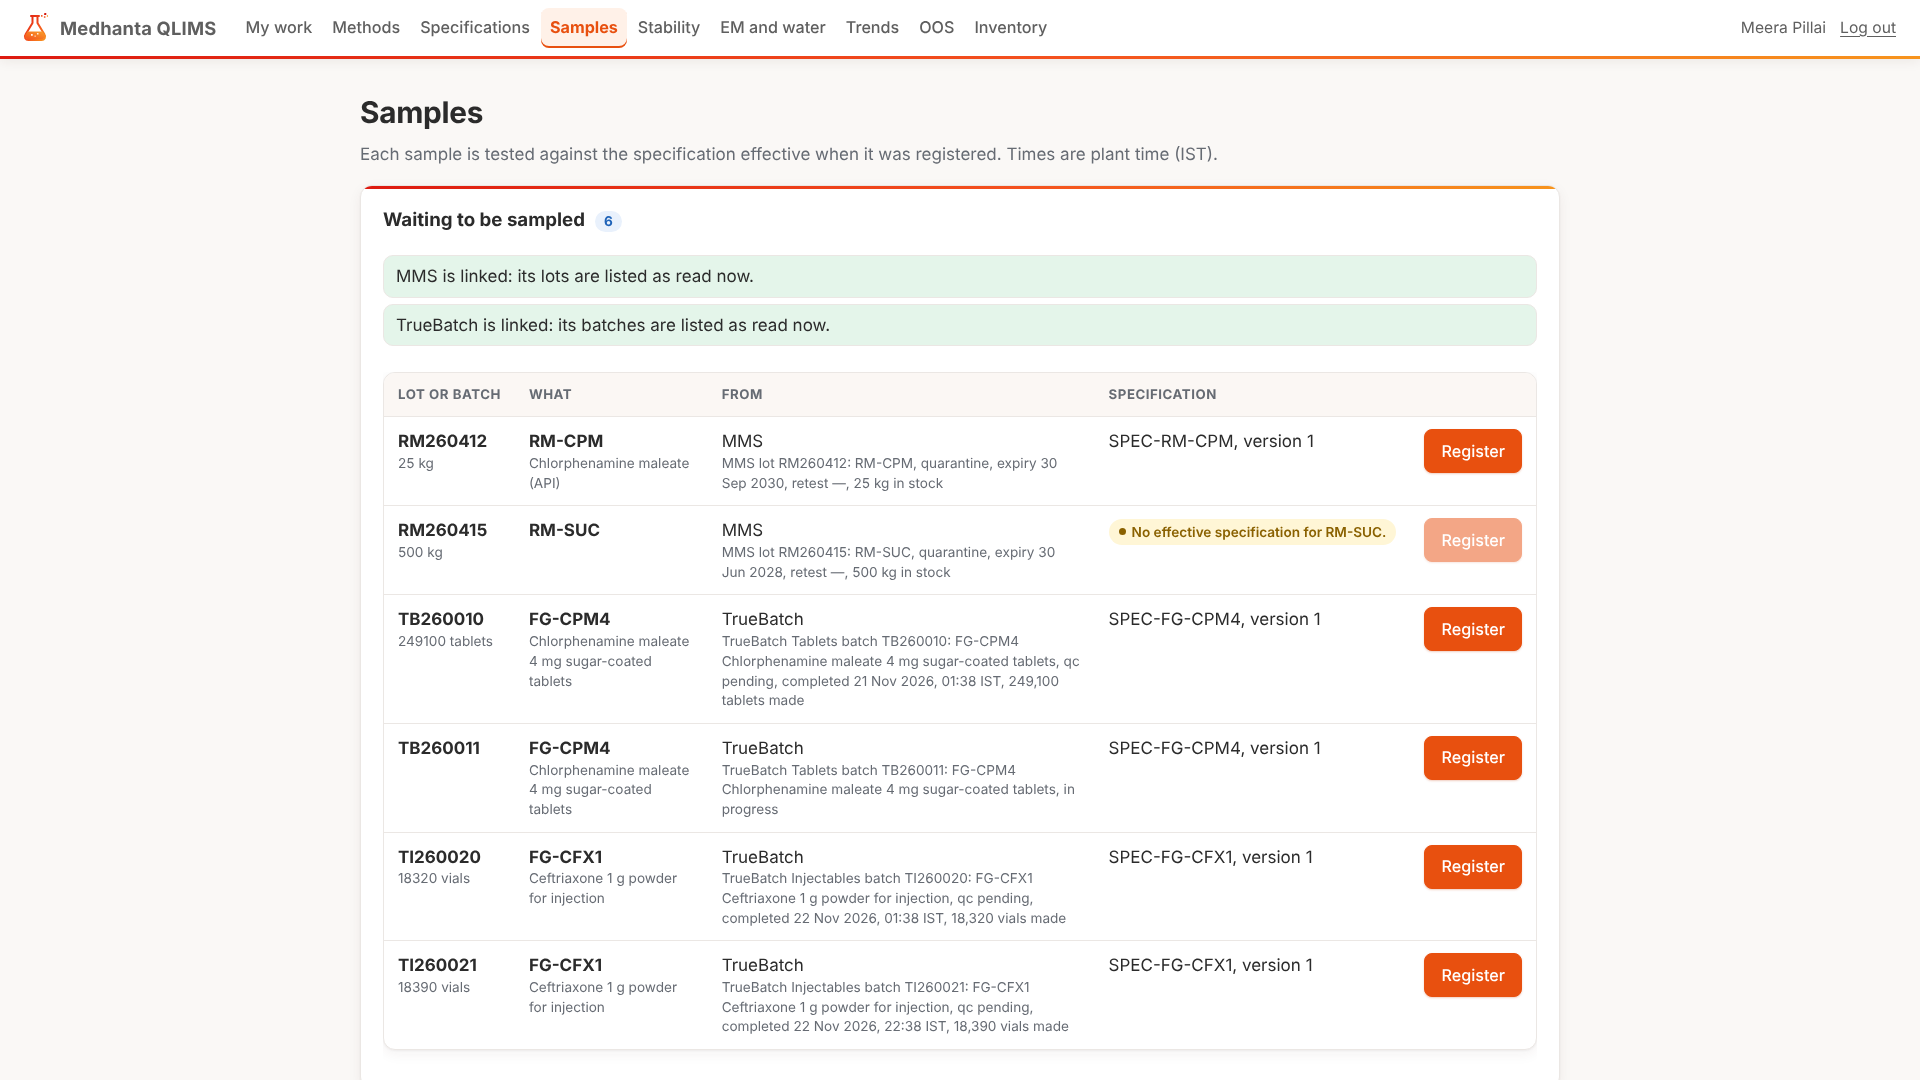 Medhanta QLIMS My work Methods Specifications Samples Stability EM and water Trends OOS Inventory Meera Pillai Log out
Samples
Each sample is tested against the specification effective when it was registered. Times are plant time (IST).
Waiting to be sampled 6
MMS is linked: its lots are listed as read now.
TrueBatch is linked: its batches are listed as read now.
LOT OR BATCH WHAT FROM SPECIFICATION
RM260412 RM-CPM MMS SPEC-RM-CPM, version 1 Register
25 kg Chlorphenamine maleate MMS lot RM260412: RM-CPM, quarantine, expiry 30
(API) Sep 2030, retest —, 25 kg in stock
RM260415 RM-SUC MMS No effective specification for RM-SUC. Register
500 kg MMS lot RM260415: RM-SUC, quarantine, expiry 30
Jun 2028, retest —, 500 kg in stock
TB260010 FG-CPM4 TrueBatch SPEC-FG-CPM4, version 1 Register
249100 tablets Chlorphenamine maleate TrueBatch Tablets batch TB260010: FG-CPM4
4 mg sugar-coated Chlorphenamine maleate 4 mg sugar-coated tablets, qc
tablets pending, completed 21 Nov 2026, 01:38 IST, 249,100
tablets made
TB260011 FG-CPM4 TrueBatch SPEC-FG-CPM4, version 1 Register
Chlorphenamine maleate TrueBatch Tablets batch TB260011: FG-CPM4
4 mg sugar-coated Chlorphenamine maleate 4 mg sugar-coated tablets, in
tablets progress
TI260020 FG-CFX1 TrueBatch SPEC-FG-CFX1, version 1 Register
18320 vials Ceftriaxone 1 g powder TrueBatch Injectables batch TI260020: FG-CFX1
for injection Ceftriaxone 1 g powder for injection, qc pending,
completed 22 Nov 2026, 01:38 IST, 18,320 vials made
TI260021 FG-CFX1 TrueBatch SPEC-FG-CFX1, version 1 Register
18390 vials Ceftriaxone 1 g powder TrueBatch Injectables batch TI260021: FG-CFX1
for injection Ceftriaxone 1 g powder for injection, qc pending,
completed 22 Nov 2026, 22:38 IST, 18,390 vials made